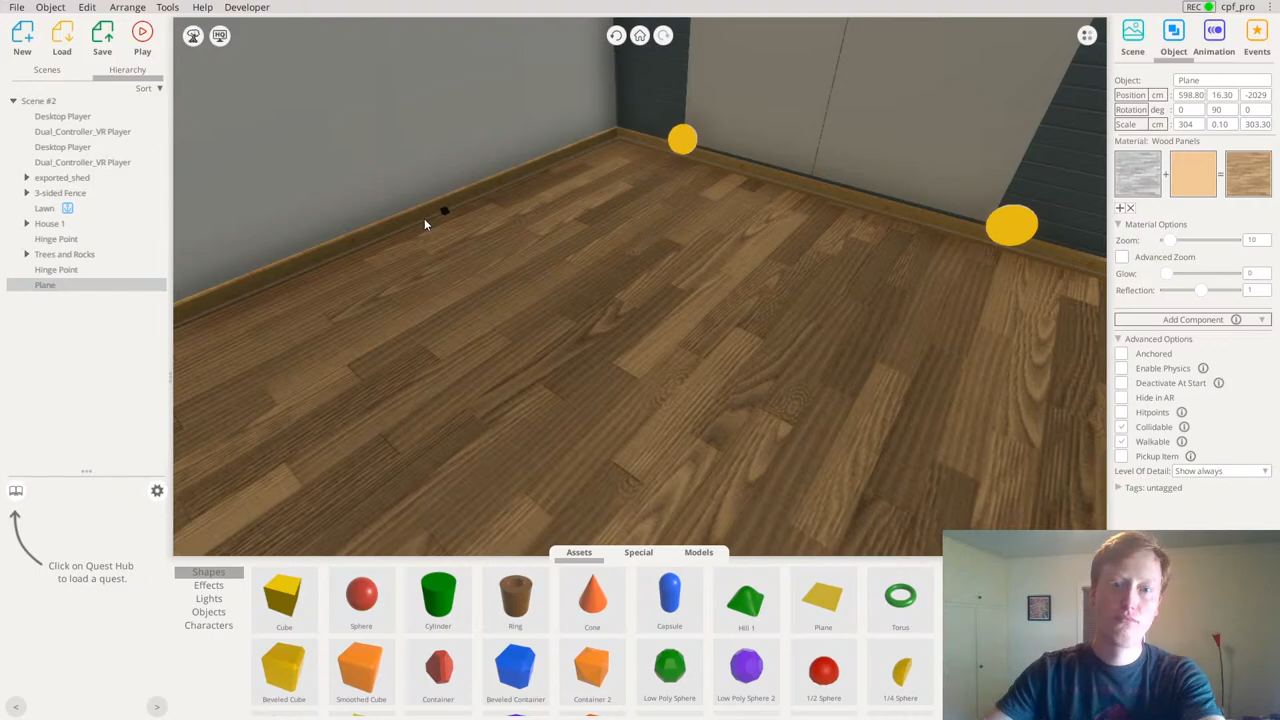 File Object Edit Arrange Tools Help Developer REC cpf_pro
New Load Save Play Scene Object Animation Events
Scenes Hierarchy
Sort
Scene #2
Desktop Player
Dual_Controller_VR Player
Desktop Player
Dual_Controller_VR Player
exported_shed
3-sided Fence
Lawn
House 1
Hinge Point
Trees and Rocks
Hinge Point
Plane
Click on Quest Hub
to load a quest.
HQ
Object: Plane
Position cm : 598.80 16.30 -2029
Rotation deg : 0 90 0
Scale cm : 304 0.10 303.30
Material: Wood Panels
+ =
Material Options
Zoom: 10
Advanced Zoom
Glow: 0
Reflection: 1
Add Component
Advanced Options
Anchored
Enable Physics
Deactivate At Start
Hide in AR
Hitpoints
Collidable
Walkable
Pickup Item
Level Of Detail: Show always
Tags: untagged
Assets Special Models
Shapes
Effects
Lights
Objects
Characters
Cube Sphere Cylinder Ring Cone Capsule Hill 1 Plane Torus
Beveled Cube Smoothed Cube Container Beveled Container Container 2 Low Poly Sphere Low Poly Sphere 2 1/2 Sphere 1/4 Sphere